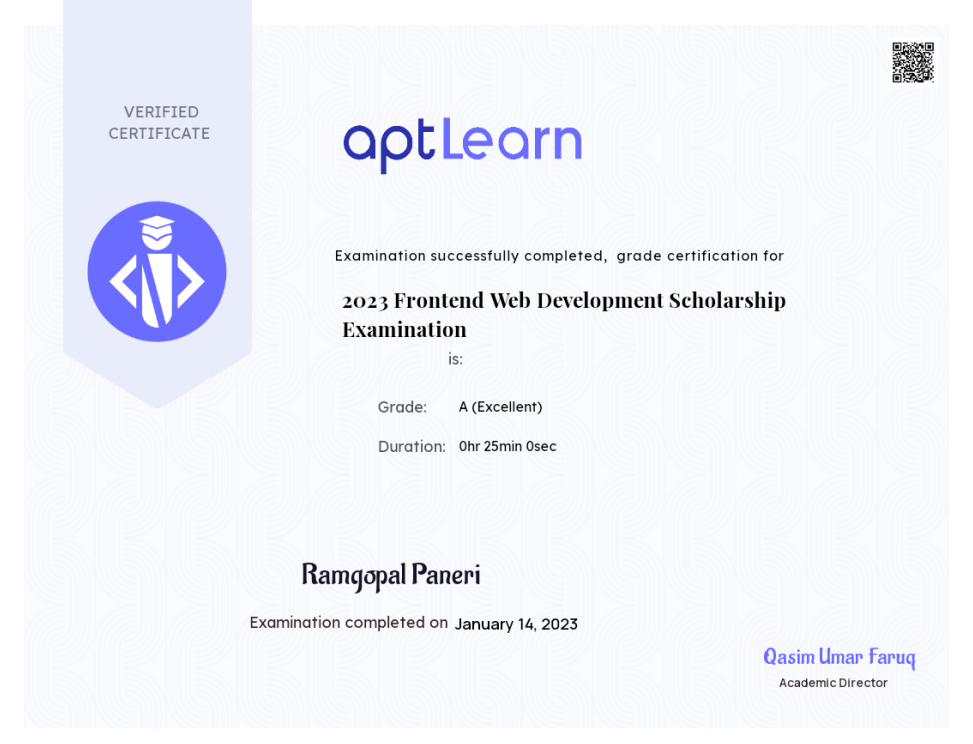 VERIFIED
CERTIFICATE
aptLearn
Examination successfully completed, grade certification for
2023 Frontend Web Development Scholarship
Examination
is:
Grade: A (Excellent)
Duration: 0hr 25min 0sec
Ramgopal Paneri
Examination completed on January 14, 2023
Qasim Umar Faruq
Academic Director